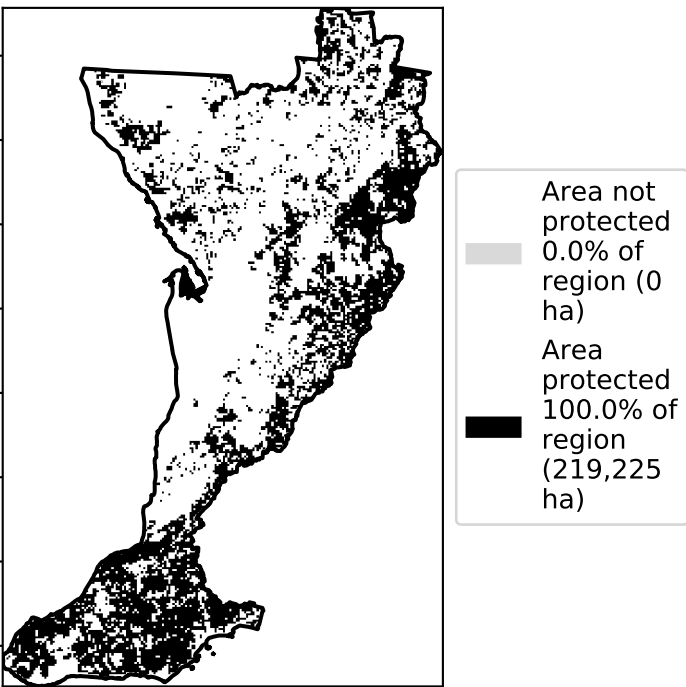 Area not
protected
0.0% of
region (0
ha)
Area
protected
100.0% of
region
(219,225
ha)